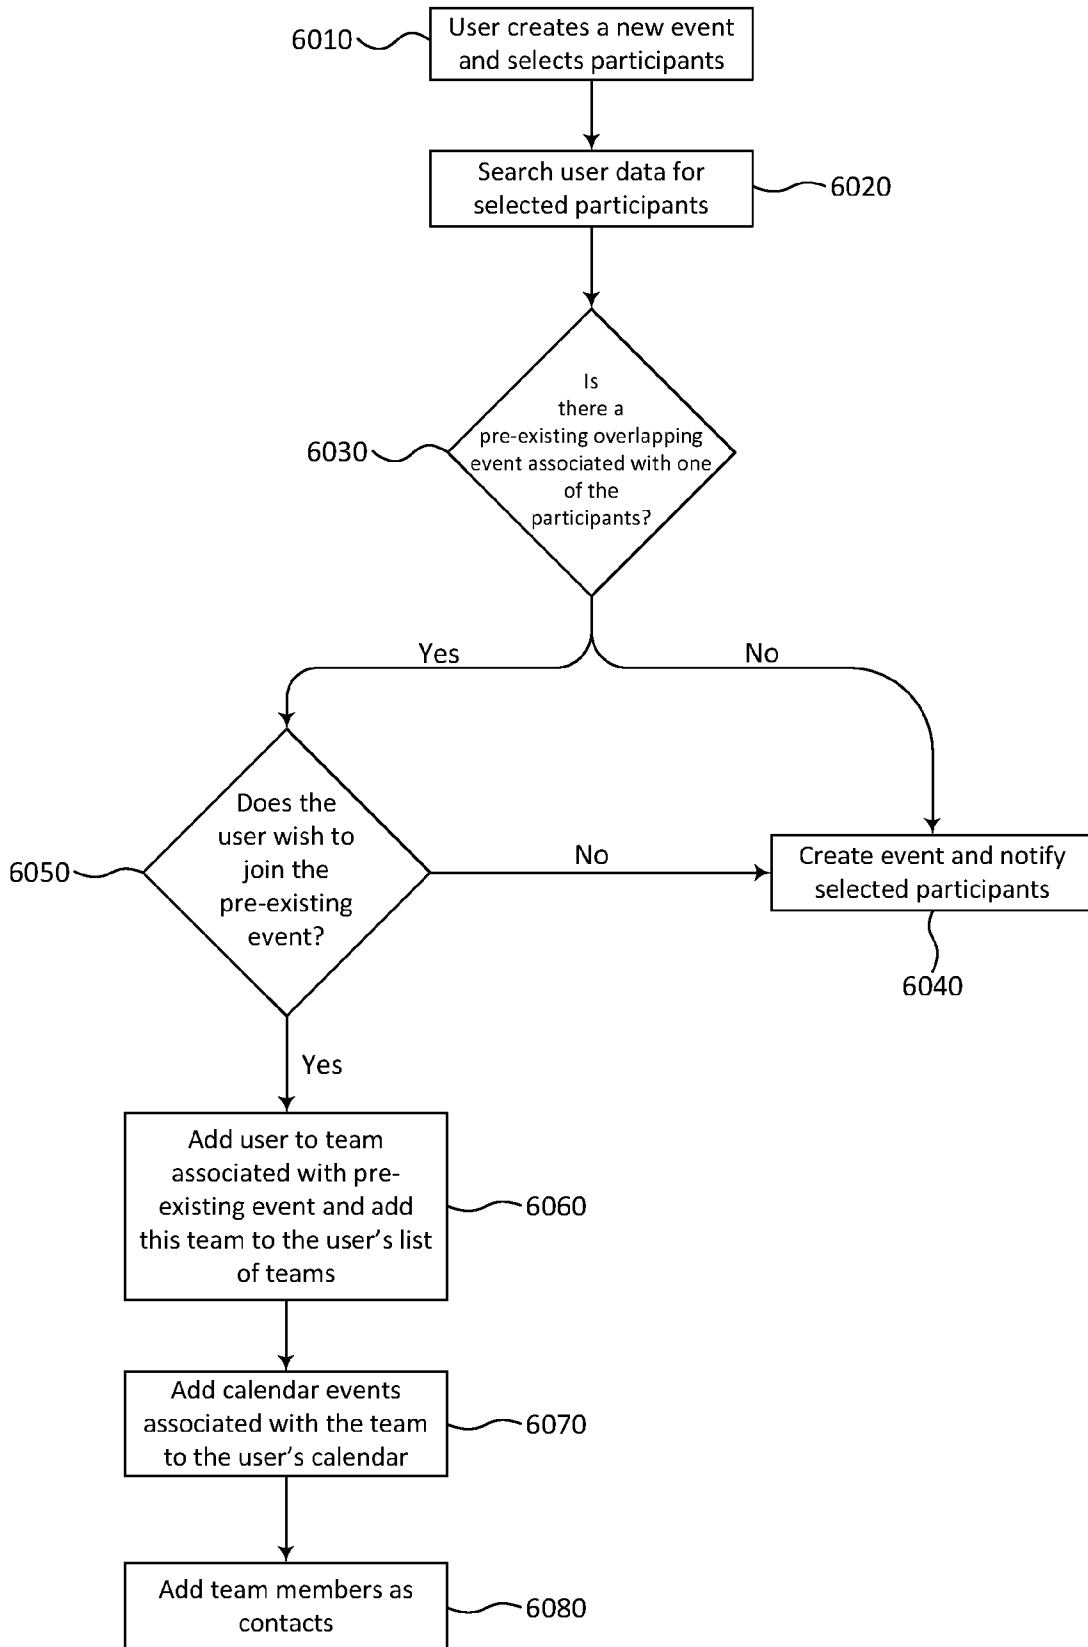 6010
User creates a new event
and selects participants
Search user data for
selected participants
6020
Is
there a
pre-existing overlapping
event associated with one
of the
participants?
6030
Yes
No
Does the
user wish to
join the
pre-existing
event?
6050
No
Create event and notify
selected participants
6040
Yes
Add user to team
associated with pre-
existing event and add
this team to the user’s list
of teams
6060
Add calendar events
associated with the team
to the user’s calendar
6070
Add team members as
contacts
6080